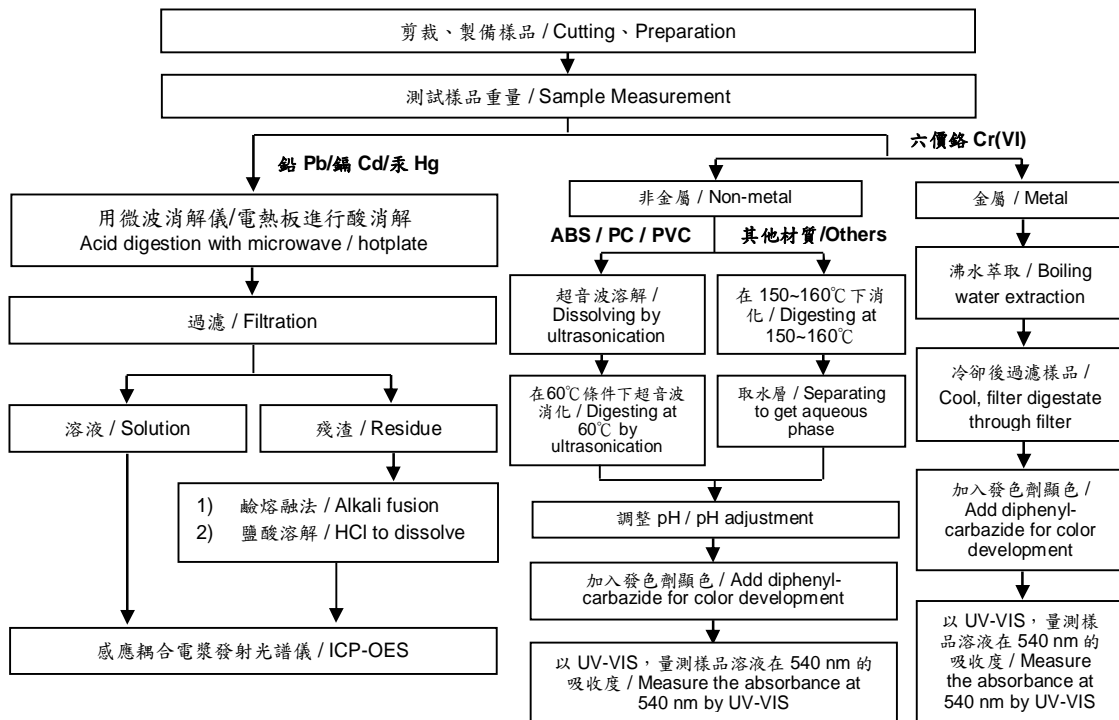 剪裁、製備樣品 / Cutting、Preparation
測試樣品重量 / Sample Measurement
鉛 Pb/鎘 Cd/汞 Hg
六價鉻 Cr(VI)
用微波消解儀/電熱板進行酸消解
Acid digestion with microwave / hotplate
過濾 / Filtration
溶液 / Solution
殘渣 / Residue
1) 鹼熔融法 / Alkali fusion
2) 鹽酸溶解 / HCl to dissolve
感應耦合電漿發射光譜儀 / ICP-OES
非金屬 / Non-metal
ABS / PC / PVC
其他材質/Others
超音波溶解 /
Dissolving by
ultrasonication
在60℃條件下超音波
消化 / Digesting at
60℃ by
ultrasonication
在 150~160℃下消
化 / Digesting at
150~160℃
取水層 / Separating
to get aqueous
phase
調整 pH / pH adjustment
加入發色劑顯色 / Add diphenyl-
carbazide for color development
以 UV-VIS，量測樣品溶液在 540 nm 的
吸收度 / Measure the absorbance at
540 nm by UV-VIS
金屬 / Metal
沸水萃取 / Boiling
water extraction
冷卻後過濾樣品 /
Cool, filter digestate
through filter
加入發色劑顯色 /
Add diphenyl-
carbazide for color
development
以 UV-VIS，量測樣
品溶液在 540 nm 的
吸收度 / Measure
the absorbance at
540 nm by UV-VIS